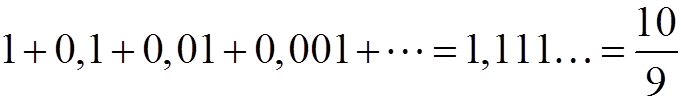 1 + 0,1 + 0,01 + 0,001 + ⋯ = 1,111… = 10/9